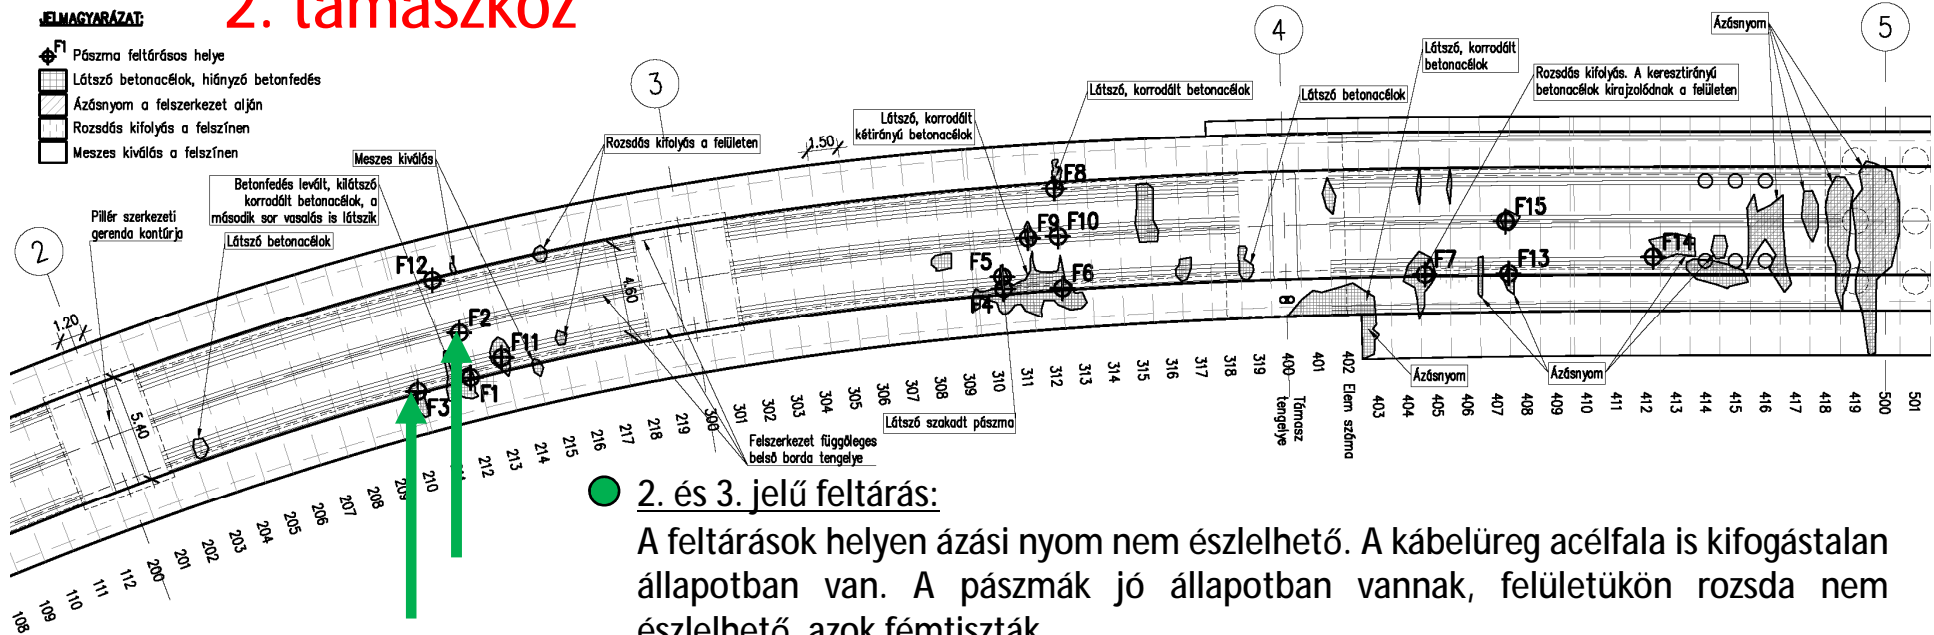 2. támaszköz
JELMAGYARÁZAT:
F1 Pászma feltárásos helye
Látszó betonacélok, hiányzó betonfedés
Ázásnyom a felszerkezet alján
Rozsdás kifolyás a felszínen
Meszes kiválás a felszínen
2
3
4
5
Pillér szerkezeti
gerenda kontúrja
Betonfedés levált, kilátszó
korrodált betonacélok, a
második sor vasalás is látszik
Látszó betonacélok
Meszes kiválás
Rozsdás kifolyás a felületen
Látszó, korrodált
kétirányú betonacélok
Látszó, korrodált betonacélok
Látszó betonacélok
Látszó, korrodált
betonacélok
Rozsdás kifolyás. A keresztirányú
betonacélok kirajzolódnak a felületen
Ázásnyom
1.20
5.40
4.60
1.50
F12
F2
F11
F1
F3
F8
F9
F10
F5
F6
F4
F15
F7
F13
F14
Látszó szakadt pászma
Felszerkezet függőleges
belső borda tengelye
Ázásnyom
Ázásnyom
108
109
110
111
112
200
201
202
203
204
205
206
207
208
209
210
212
213
214
215
216
217
218
219
300
301
302
303
304
305
306
307
308
309
310
311
312
313
314
315
316
317
318
319
400 Támasz
tengelye
401
402 Elem száma
403
404
405
406
407
408
409
410
411
412
413
414
415
416
417
418
419
500
501
2. és 3. jelű feltárás:
A feltárások helyen ázási nyom nem észlelhető. A kábelüreg acélfala is kifogástalan
állapotban van. A pászmák jó állapotban vannak, felületükön rozsda nem
észlelhető, azok fémtiszták